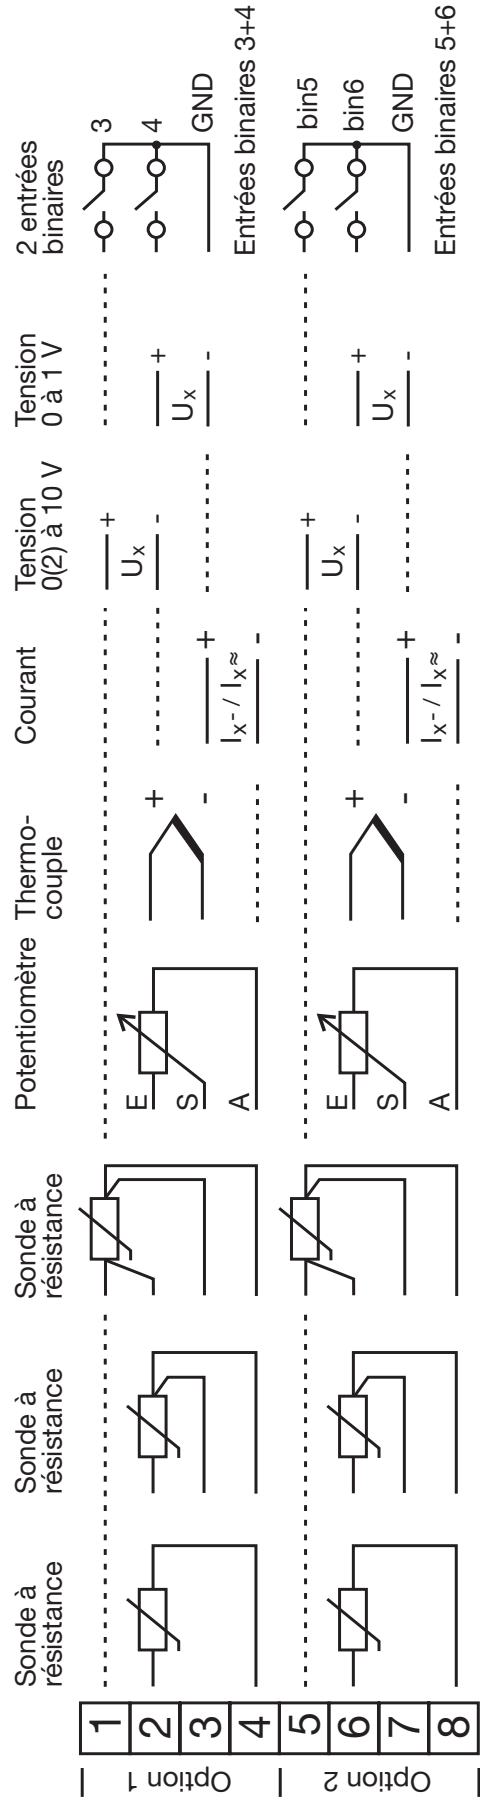 Option 1
1
2
3
4
Option 2
5
6
7
8
Sonde à
résistance
Sonde à
résistance
Sonde à
résistance
Potentiomètre
E
S
A
E
S
A
Thermo-
couple
+
-
+
-
Courant
+
Ix- / Ix≈
-
+
Ix- / Ix≈
-
Tension
0(2) à 10 V
+
Ux
-
+
Ux
-
Tension
0 à 1 V
+
Ux
-
+
Ux
-
2 entrées
binaires
3
4
GND
Entrées binaires 3+4
bin5
bin6
GND
Entrées binaires 5+6